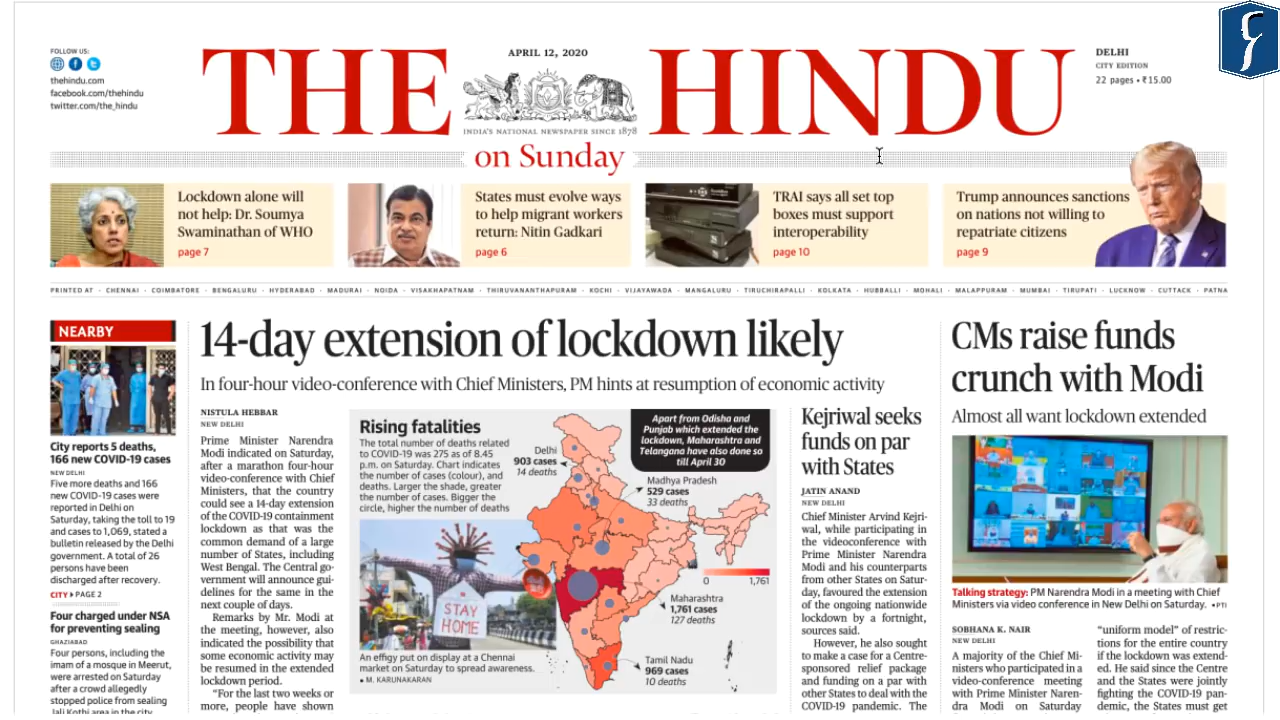 FOLLOW US:
thehindu.com
facebook.com/thehindu
twitter.com/the_hindu
THE HINDU
APRIL 12, 2020
INDIA'S NATIONAL NEWSPAPER SINCE 1878
on Sunday
DELHI
CITY EDITION
22 pages • ₹15.00
Lockdown alone will
not help: Dr. Soumya
Swaminathan of WHO
page 7
States must evolve ways
to help migrant workers
return: Nitin Gadkari
page 6
TRAI says all set top
boxes must support
interoperability
page 10
Trump announces sanctions
on nations not willing to
repatriate citizens
page 9
PRINTED AT · CHENNAI · COIMBATORE · BENGALURU · HYDERABAD · MADURAI · NOIDA · VISAKHAPATNAM · THIRUVANANTHAPURAM · KOCHI · VIJAYAWADA · MANGALURU · TIRUCHIRAPALLI · KOLKATA · HUBBALLI · MOHALI · MALAPPURAM · MUMBAI · TIRUPATI · LUCKNOW · CUTTACK · PATNA
NEARBY
City reports 5 deaths,
166 new COVID-19 cases
NEW DELHI
Five more deaths and 166
new COVID-19 cases were
reported in Delhi on
Saturday, taking the toll to 19
and cases to 1,069, stated a
bulletin released by the Delhi
government. A total of 26
persons have been
discharged after recovery.
CITY ▸ PAGE 2
Four charged under NSA
for preventing sealing
GHAZIABAD
Four persons, including the
imam of a mosque in Meerut,
were arrested on Saturday
after a crowd allegedly
stopped police from sealing
Jali Kothi area in the city
14-day extension of lockdown likely
In four-hour video-conference with Chief Ministers, PM hints at resumption of economic activity
NISTULA HEBBAR
NEW DELHI
Prime Minister Narendra
Modi indicated on Saturday,
after a marathon four-hour
video-conference with Chief
Ministers, that the country
could see a 14-day extension
of the COVID-19 containment
lockdown as that was the
common demand of a large
number of States, including
West Bengal. The Central go-
vernment will announce gui-
delines for the same in the
next couple of days.
Remarks by Mr. Modi at
the meeting, however, also
indicated the possibility that
some economic activity may
be resumed in the extended
lockdown period.
“For the last two weeks or
more, people have shown
Rising fatalities
The total number of deaths related
to COVID-19 was 275 as of 8.45
p.m. on Saturday. Chart indicates
the number of cases (colour), and
deaths. Larger the shade, greater
the number of cases. Bigger the
circle, higher the number of deaths
Apart from Odisha and
Punjab which extended the
lockdown, Maharashtra and
Telangana have also done so
till April 30
Delhi
903 cases
14 deaths
Madhya Pradesh
529 cases
33 deaths
0 1,761
Maharashtra
1,761 cases
127 deaths
Tamil Nadu
969 cases
10 deaths
STAY
HOME
An effigy put on display at a Chennai
market on Saturday to spread awareness.
• M. KARUNAKARAN
Kejriwal seeks
funds on par
with States
JATIN ANAND
NEW DELHI
Chief Minister Arvind Kejri-
wal, while participating in
the videoconference with
Prime Minister Narendra
Modi and his counterparts
from other States on Satur-
day, favoured the extension
of the ongoing nationwide
lockdown by a fortnight,
sources said.
However, he also sought
to make a case for a Centre-
sponsored relief package
and funding on a par with
other States to deal with the
COVID-19 pandemic. The
CMs raise funds
crunch with Modi
Almost all want lockdown extended
Talking strategy: PM Narendra Modi in a meeting with Chief
Ministers via video conference in New Delhi on Saturday. • PTI
SOBHANA K. NAIR
NEW DELHI
A majority of the Chief Mi-
nisters who participated in a
video-conference meeting
with Prime Minister Naren-
dra Modi on Saturday
“uniform model” of restric-
tions for the entire country
if the lockdown was extend-
ed. He said since the Centre
and the States were jointly
fighting the COVID-19 pan-
demic, the States must get